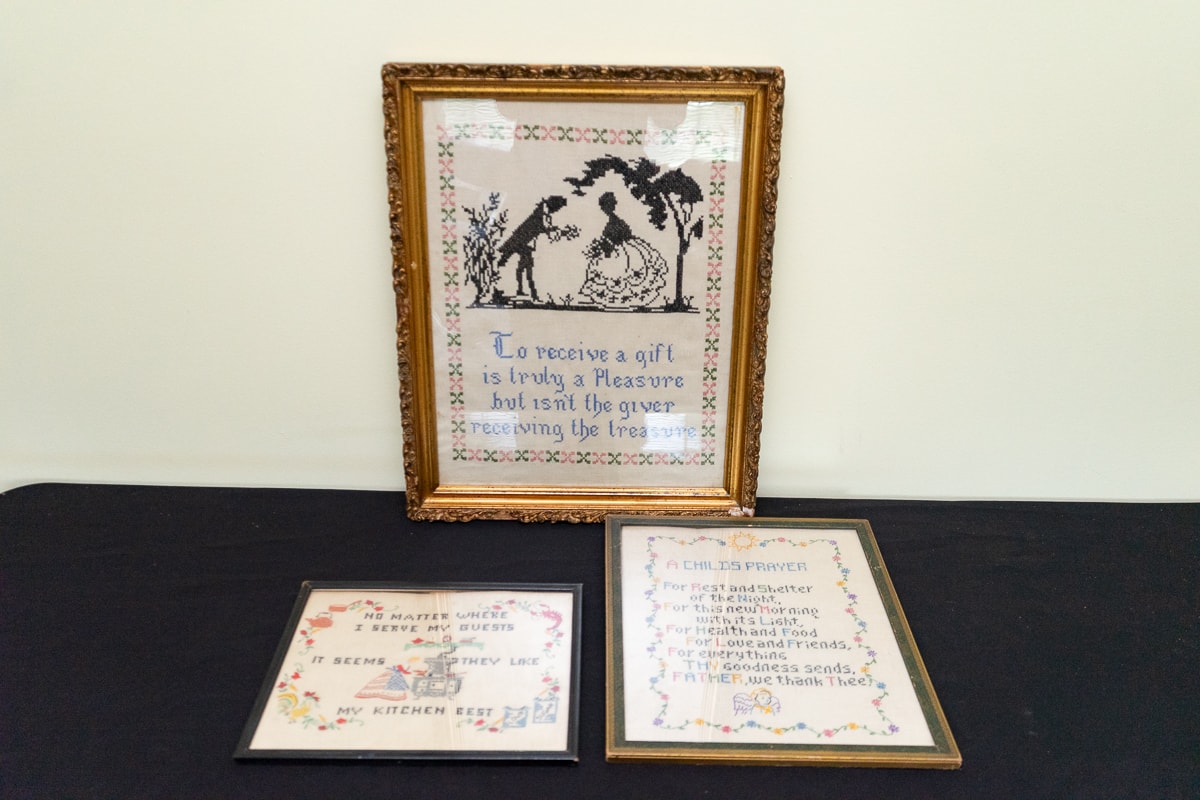 To receive a gift
is truly a Pleasure
but isn't the giver
receiving the treasure
NO MATTER WHERE
I SERVE MY GUESTS
IT SEEMS THEY LIKE
MY KITCHEN BEST
A CHILDS PRAYER
For Rest and Shelter
of the Night,
For this new Morning
with its Light,
For Health and Food
For Love and Friends,
For everything
THY goodness sends,
FATHER, we thank Thee!